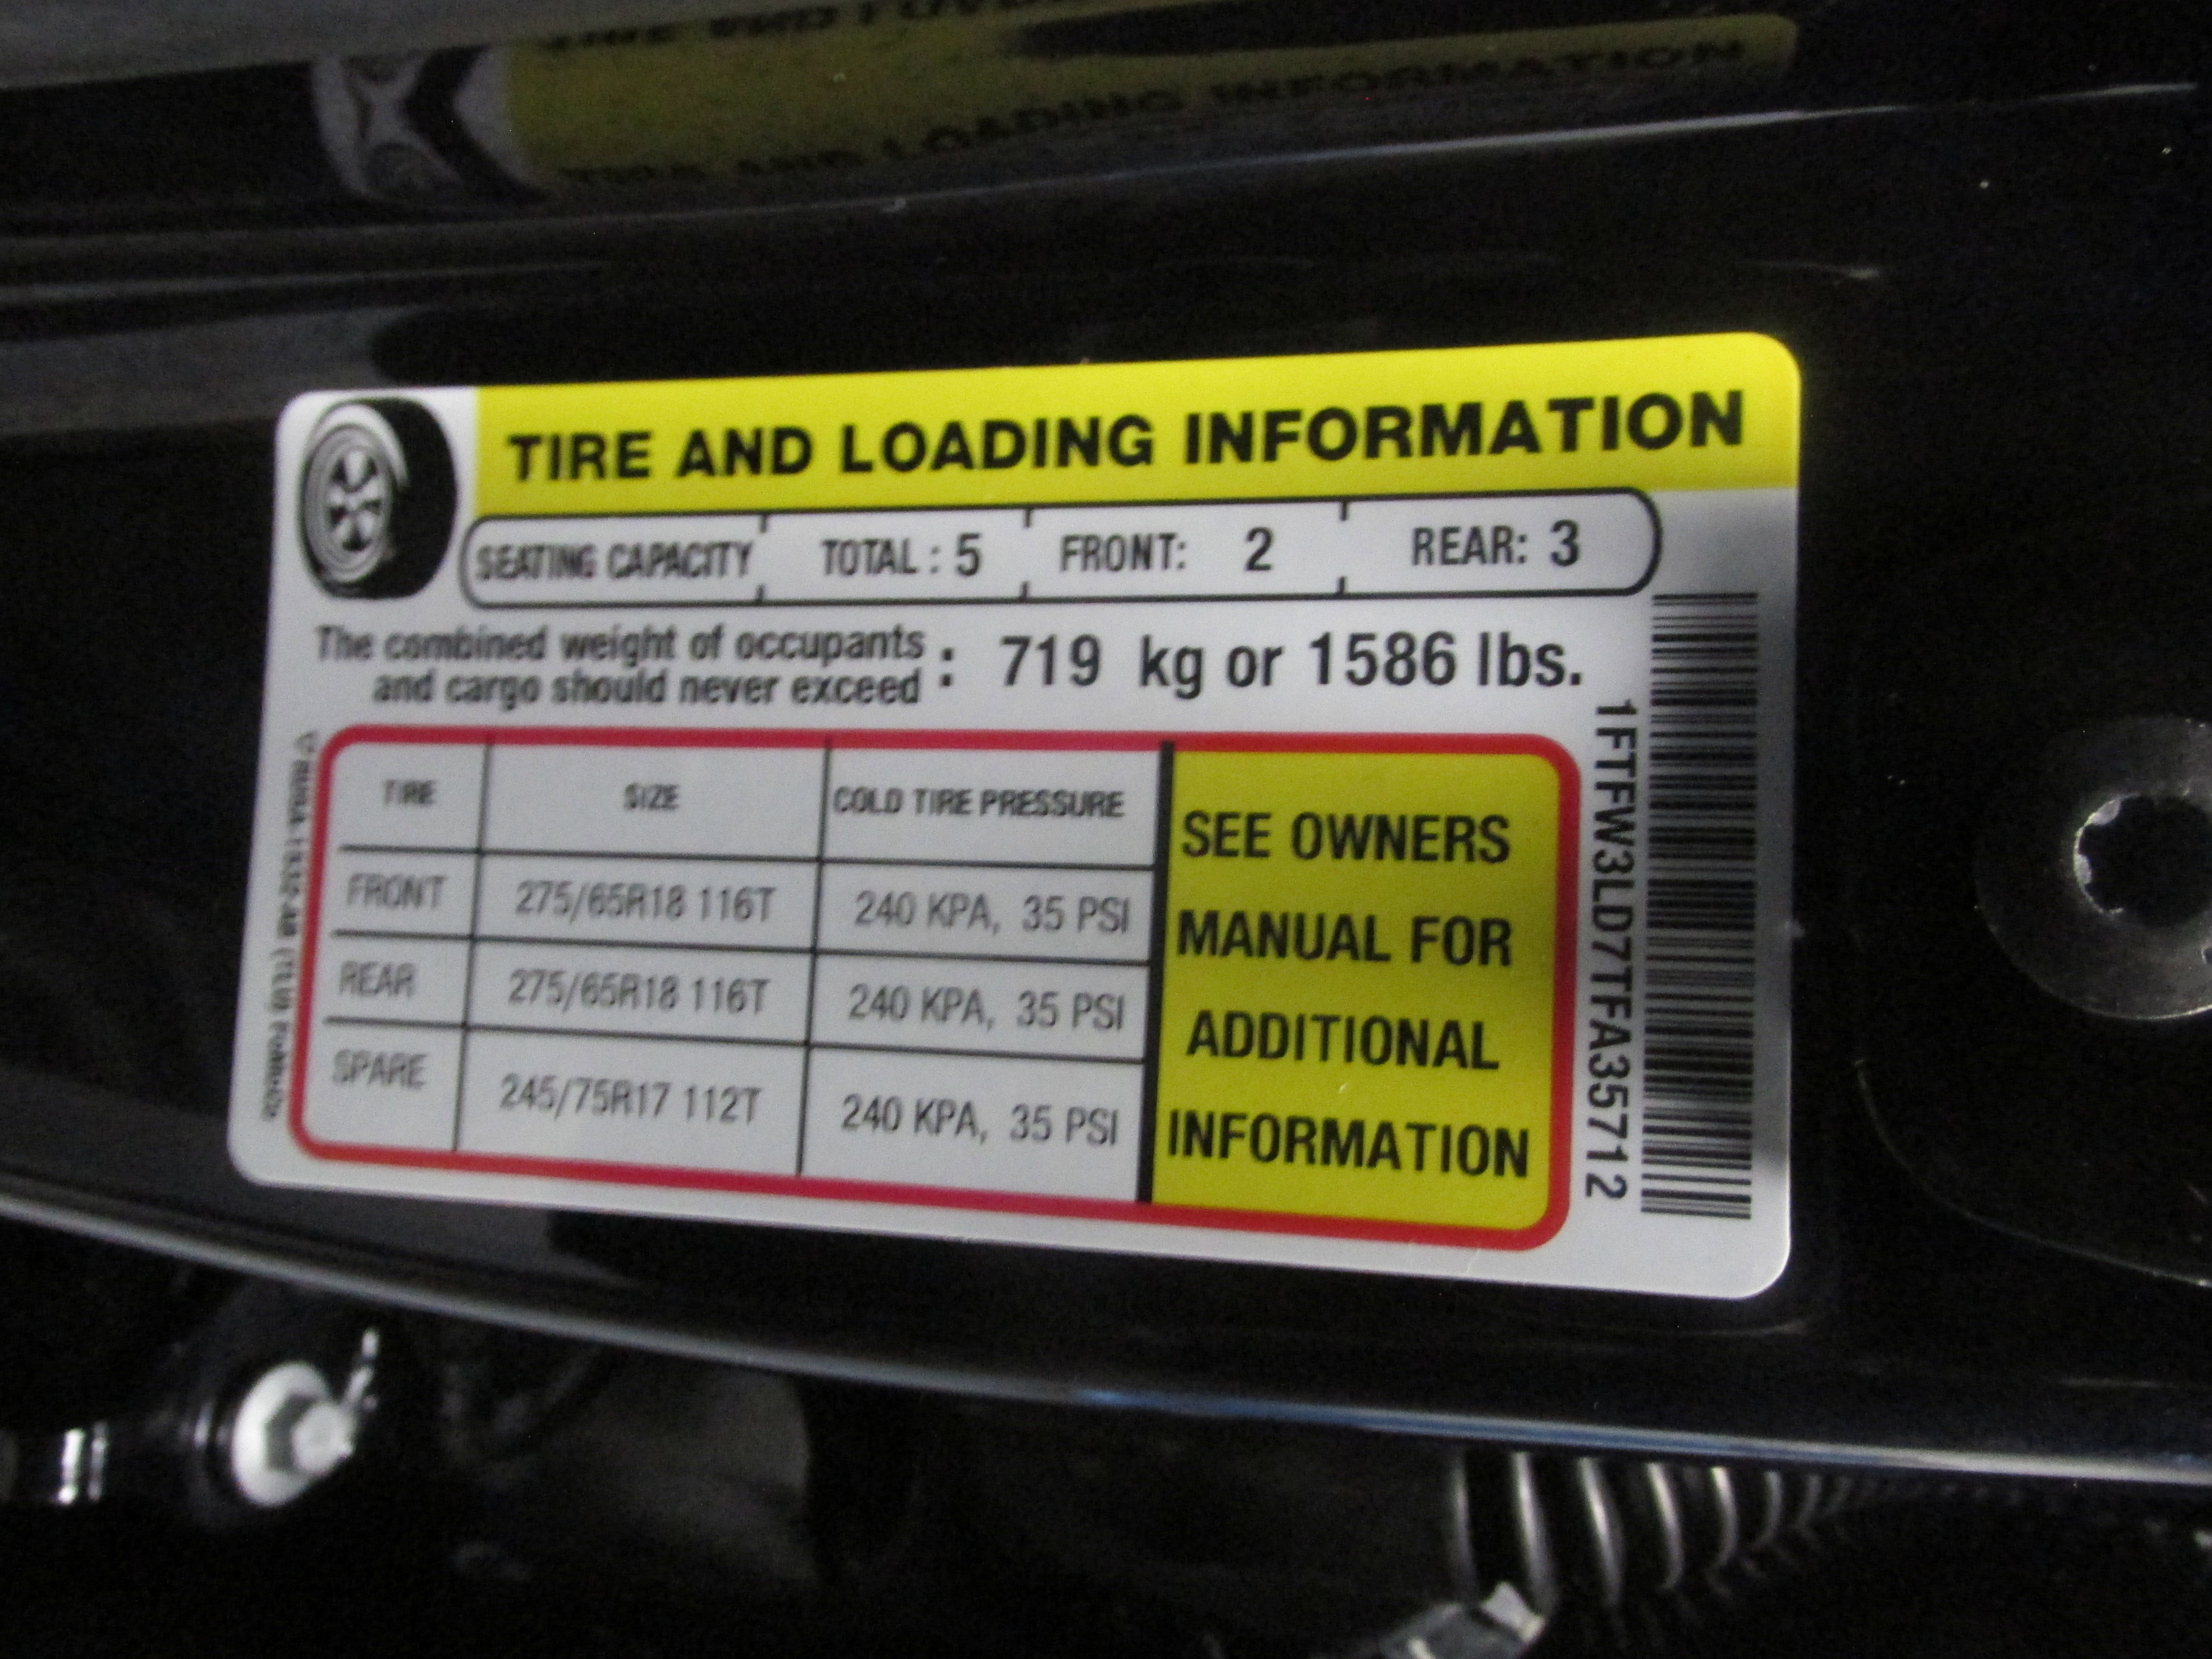 TIRE AND LOADING INFORMATION
SEATING CAPACITY TOTAL : 5 FRONT: 2 REAR: 3
The combined weight of occupants
and cargo should never exceed : 719 kg or 1586 lbs.
TIRE SIZE COLD TIRE PRESSURE
FRONT 275/65R18 116T 240 KPA, 35 PSI
REAR 275/65R18 116T 240 KPA, 35 PSI
SPARE 245/75R17 112T 240 KPA, 35 PSI
SEE OWNERS
MANUAL FOR
ADDITIONAL
INFORMATION
1FTFW3LD7TFA35712